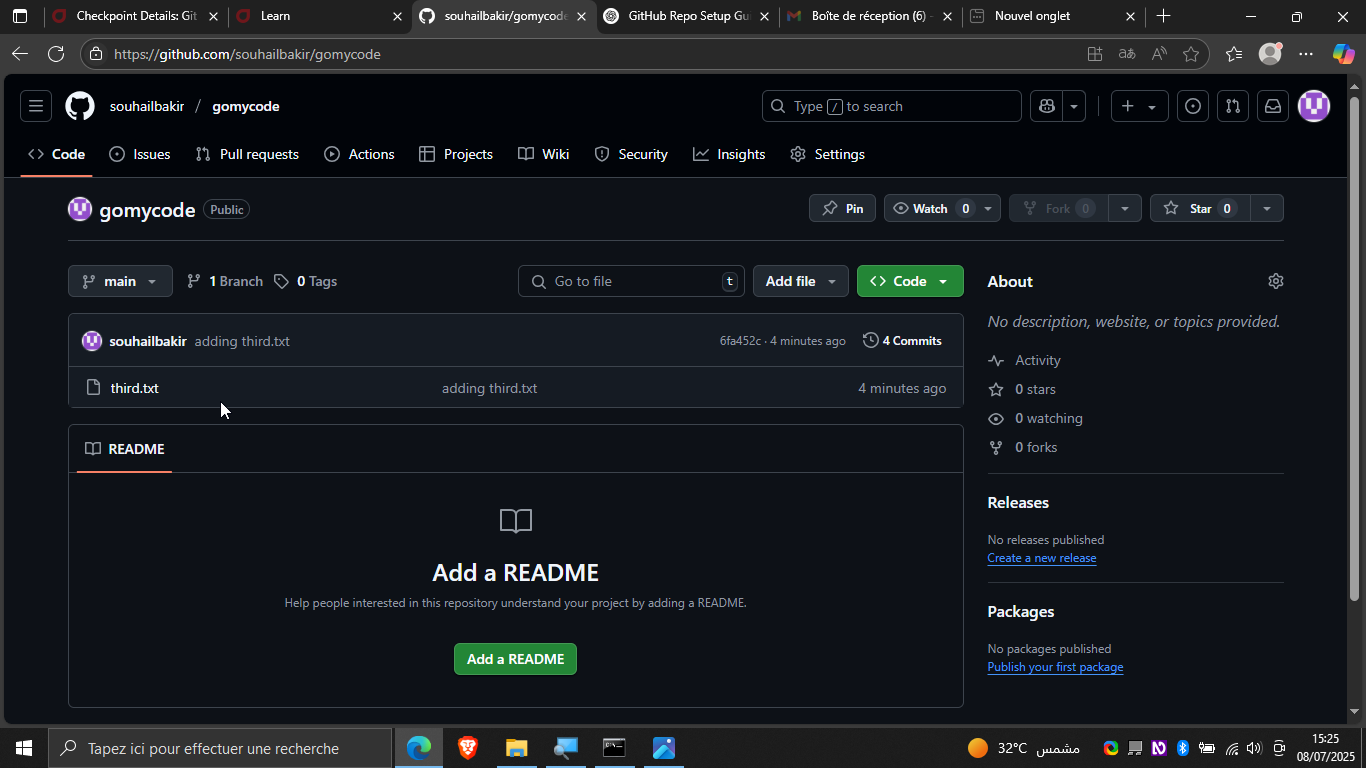 Checkpoint Details: Git
Learn
souhailbakir/gomycode
GitHub Repo Setup Gu
Boîte de réception (6) -
Nouvel onglet
https://github.com/souhailbakir/gomycode
souhailbakir / gomycode
Type / to search
Code Issues Pull requests Actions Projects Wiki Security Insights Settings
gomycode Public
Pin Watch 0 Fork 0 Star 0
main 1 Branch 0 Tags Go to file t Add file Code
About
No description, website, or topics provided.
souhailbakir adding third.txt 6fa452c · 4 minutes ago 4 Commits
third.txt adding third.txt 4 minutes ago
Activity
0 stars
0 watching
0 forks
README
Add a README
Help people interested in this repository understand your project by adding a README.
Add a README
Releases
No releases published
Create a new release
Packages
No packages published
Publish your first package
Tapez ici pour effectuer une recherche
32°C مشمس
15:25
08/07/2025